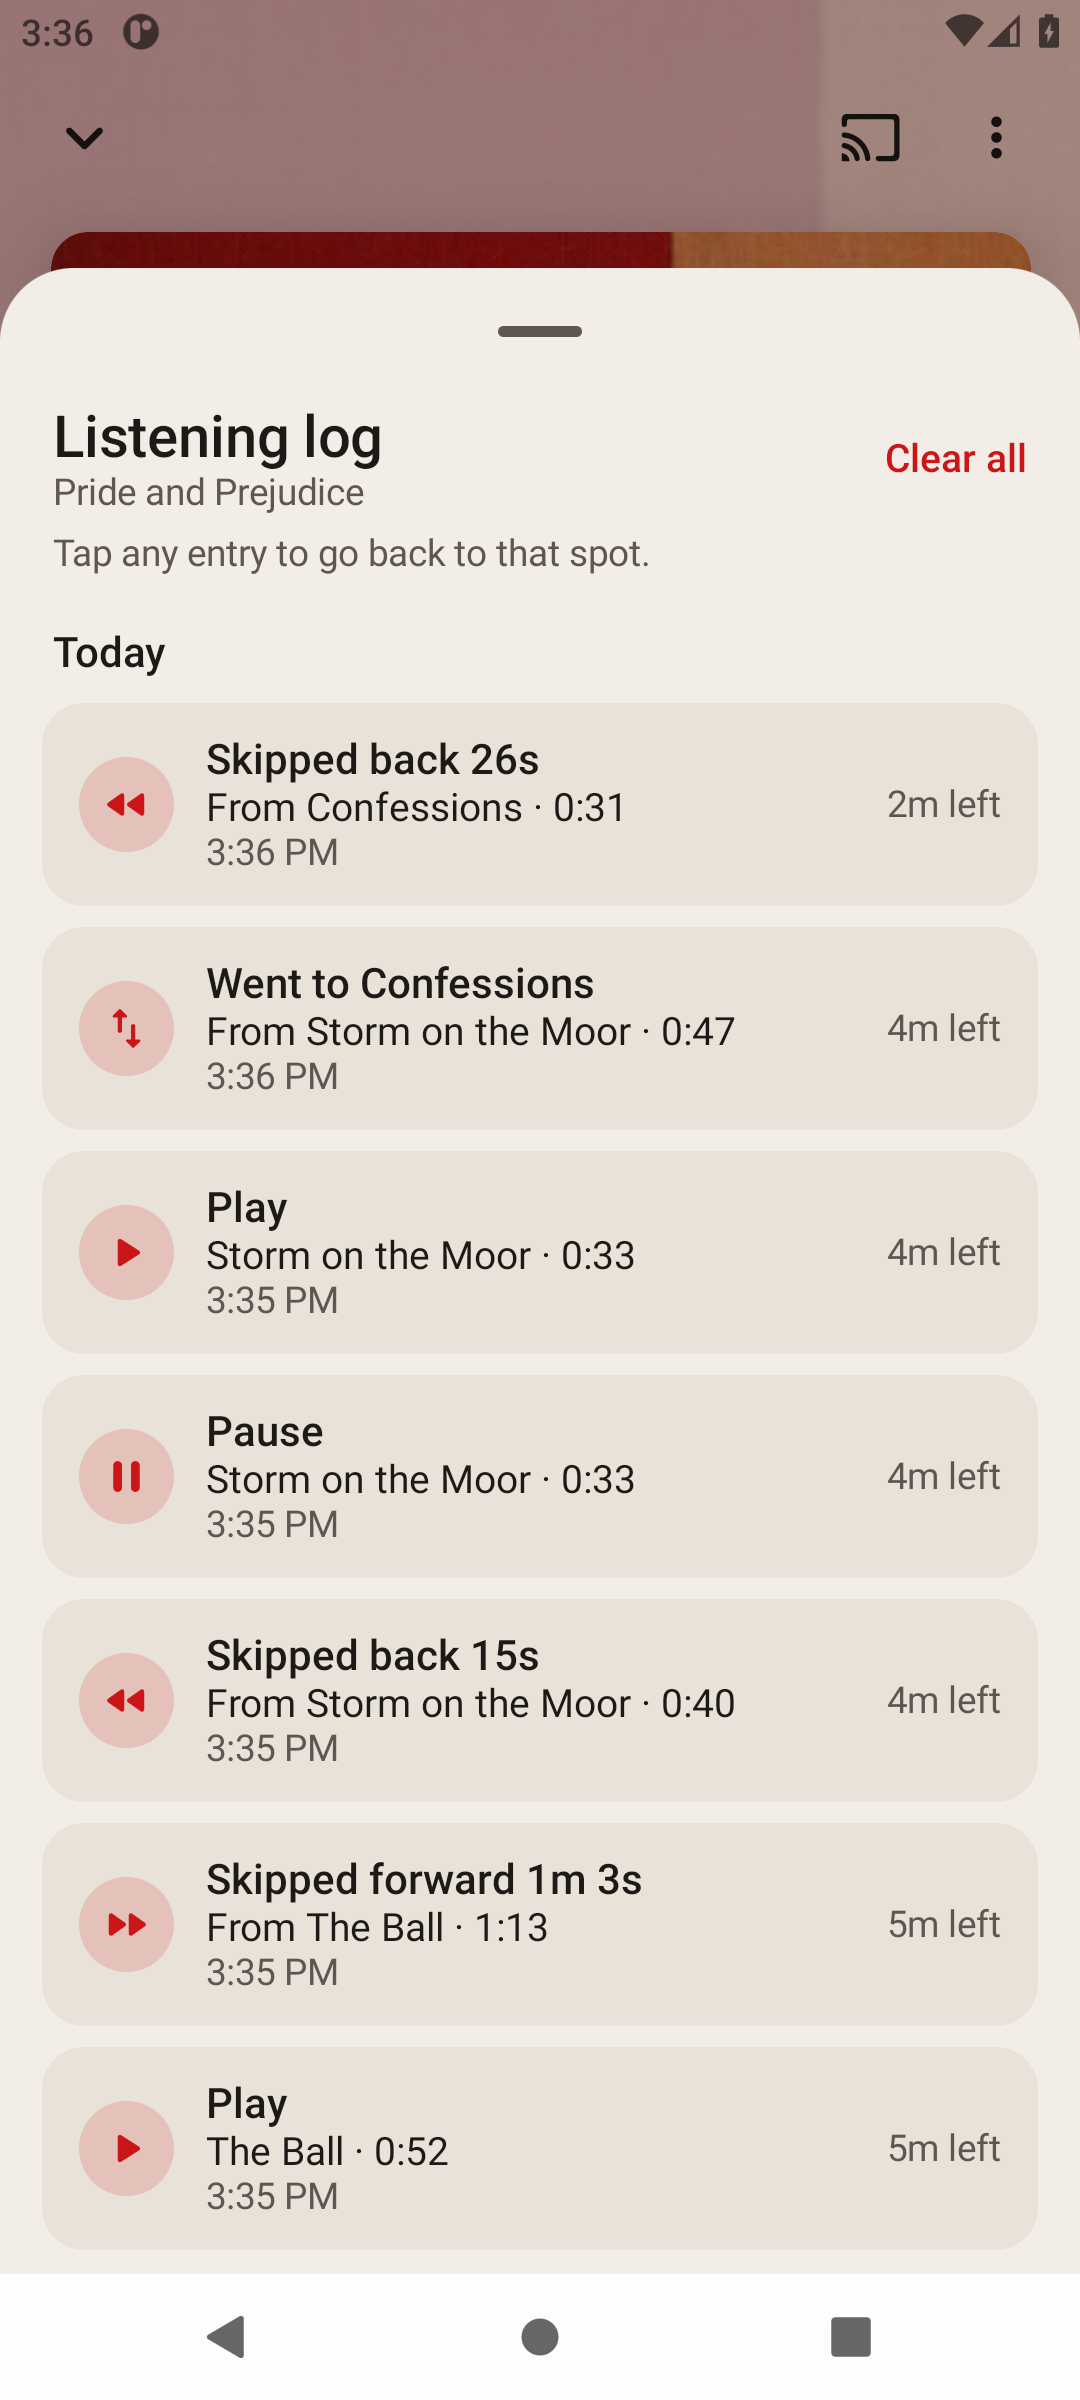 3:36
Listening log
Pride and Prejudice
Clear all
Tap any entry to go back to that spot.
Today
Skipped back 26s
From Confessions · 0:31
3:36 PM
2m left
Went to Confessions
From Storm on the Moor · 0:47
3:36 PM
4m left
Play
Storm on the Moor · 0:33
3:35 PM
4m left
Pause
Storm on the Moor · 0:33
3:35 PM
4m left
Skipped back 15s
From Storm on the Moor · 0:40
3:35 PM
4m left
Skipped forward 1m 3s
From The Ball · 1:13
3:35 PM
5m left
Play
The Ball · 0:52
3:35 PM
5m left